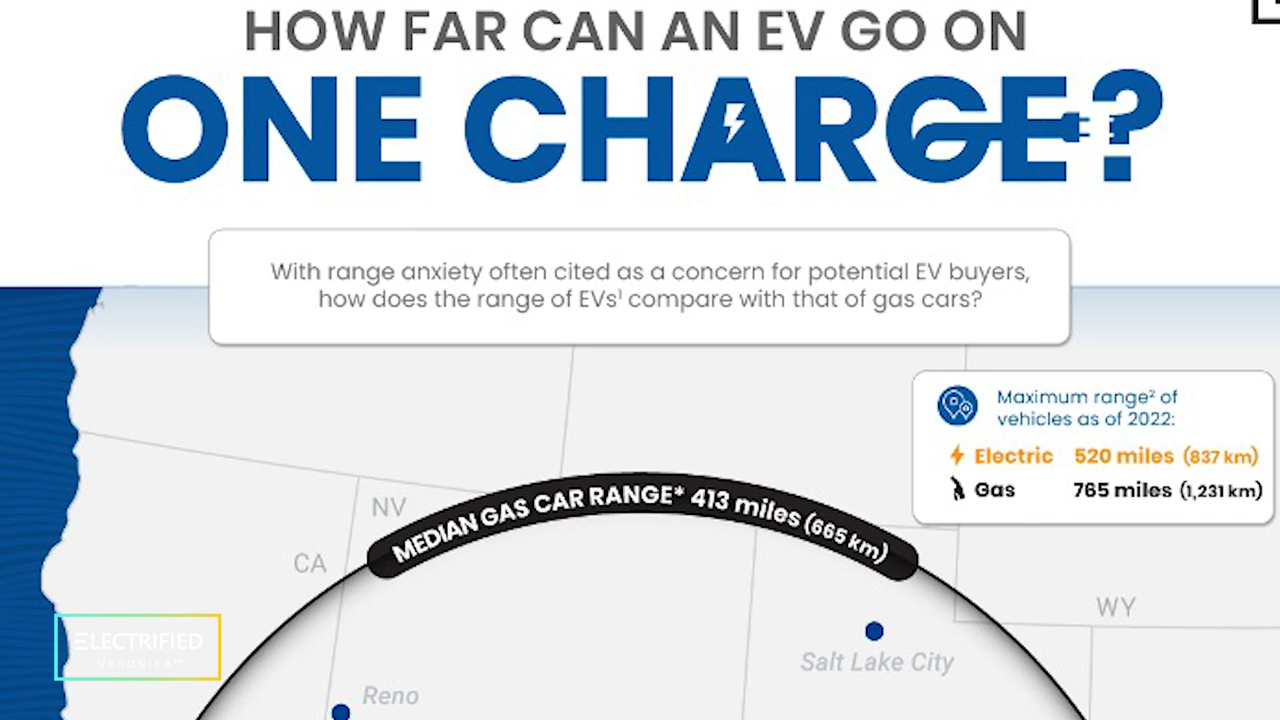 HOW FAR CAN AN EV GO ON
ONE CHARGE?
With range anxiety often cited as a concern for potential EV buyers,
how does the range of EVs¹ compare with that of gas cars?
Maximum range² of
vehicles as of 2022:
Electric 520 miles (837 km)
Gas 765 miles (1,231 km)
MEDIAN GAS CAR RANGE* 413 miles (665 km)
NV
CA
WY
Salt Lake City
Reno
ELECTRIFIED
VERONIKA™